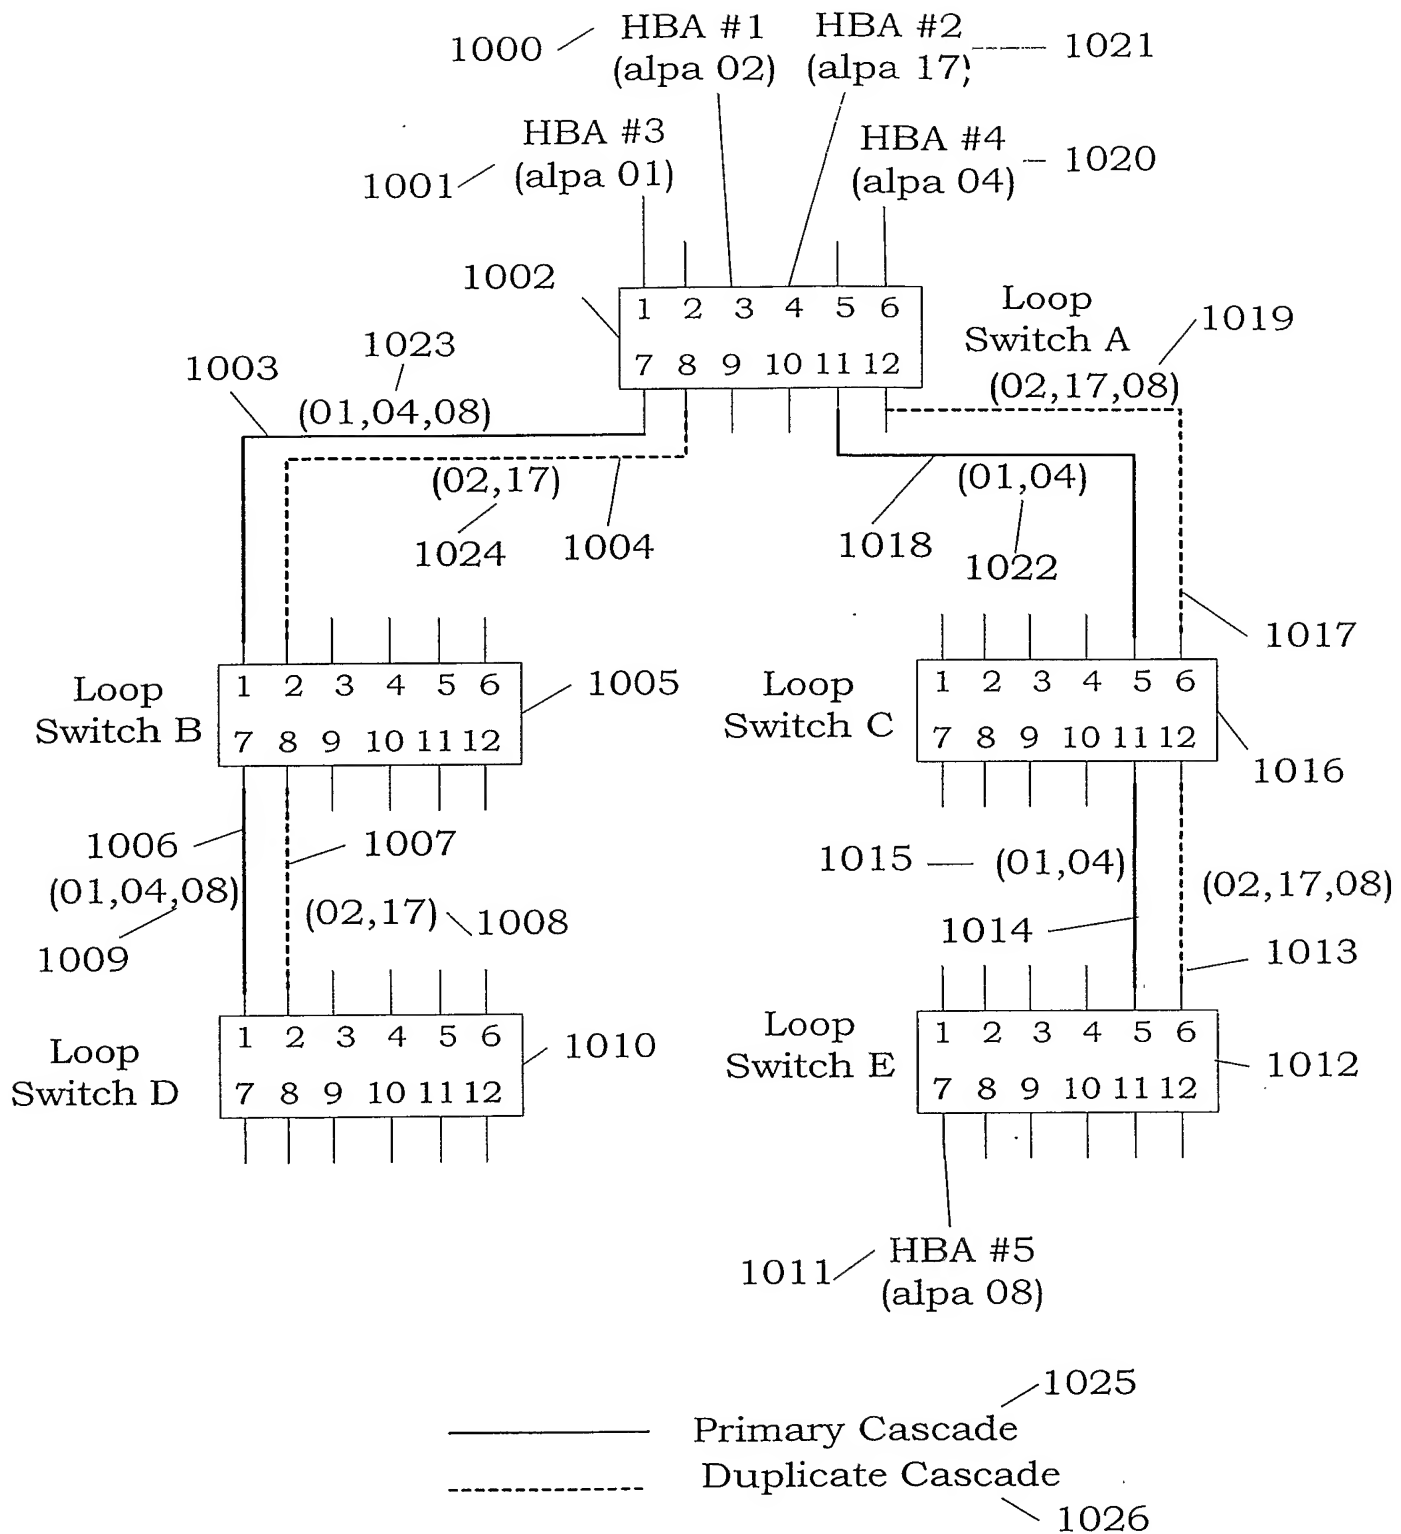 1000
HBA #1
(alpa 02)
HBA #2
(alpa 17)
1021
HBA #3
(alpa 01)
1001
HBA #4
(alpa 04)
1020
1002
1 2 3 4 5 6
7 8 9 10 11 12
Loop
Switch A
1019
(02,17,08)
1003
1023
(01,04,08)
(02,17)
1024
1004
(01,04)
1018
1022
1017
Loop
Switch B
1 2 3 4 5 6
7 8 9 10 11 12
1005
Loop
Switch C
1 2 3 4 5 6
7 8 9 10 11 12
1016
1006
(01,04,08)
1009
1007
(02,17)
1008
1015
(01,04)
1014
(02,17,08)
1013
Loop
Switch D
1 2 3 4 5 6
7 8 9 10 11 12
1010
Loop
Switch E
1 2 3 4 5 6
7 8 9 10 11 12
1012
1011
HBA #5
(alpa 08)
1025
Primary Cascade
Duplicate Cascade
1026